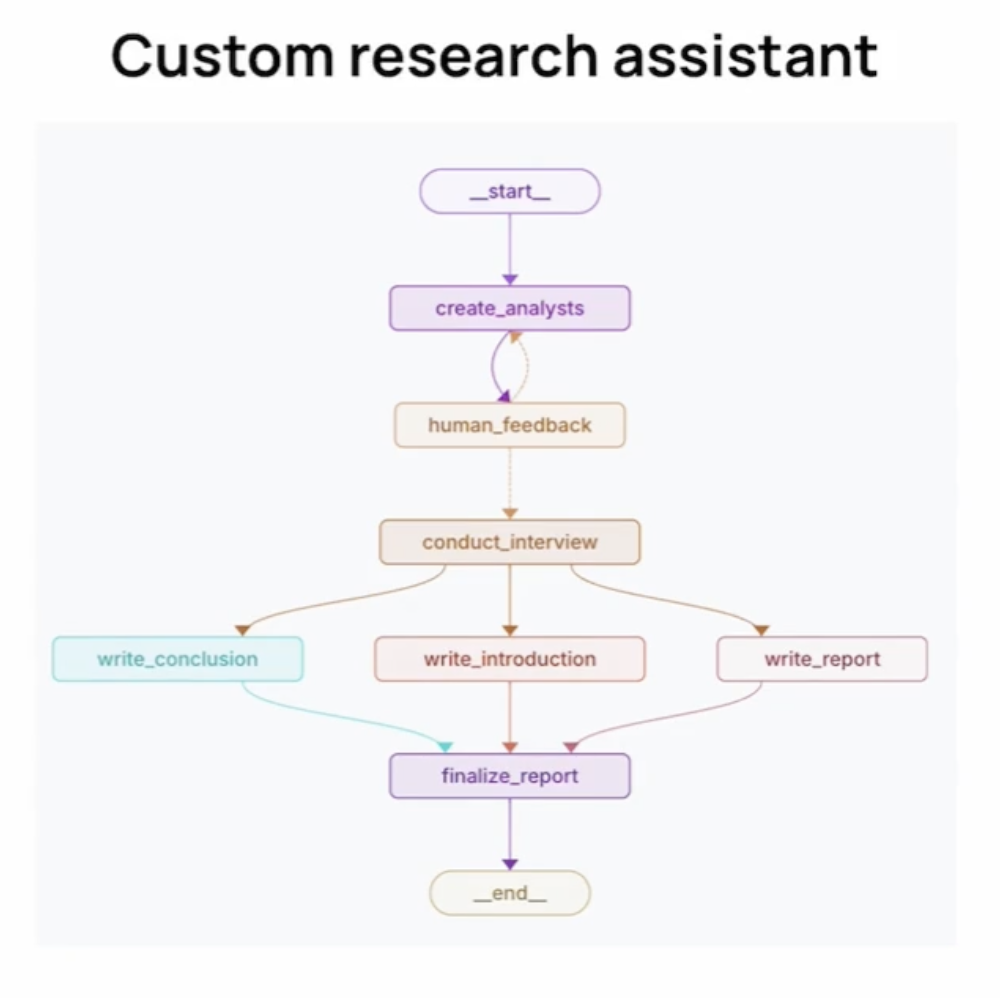 Custom research assistant
__start__
create_analysts
human_feedback
conduct_interview
write_conclusion
write_introduction
write_report
finalize_report
__end__